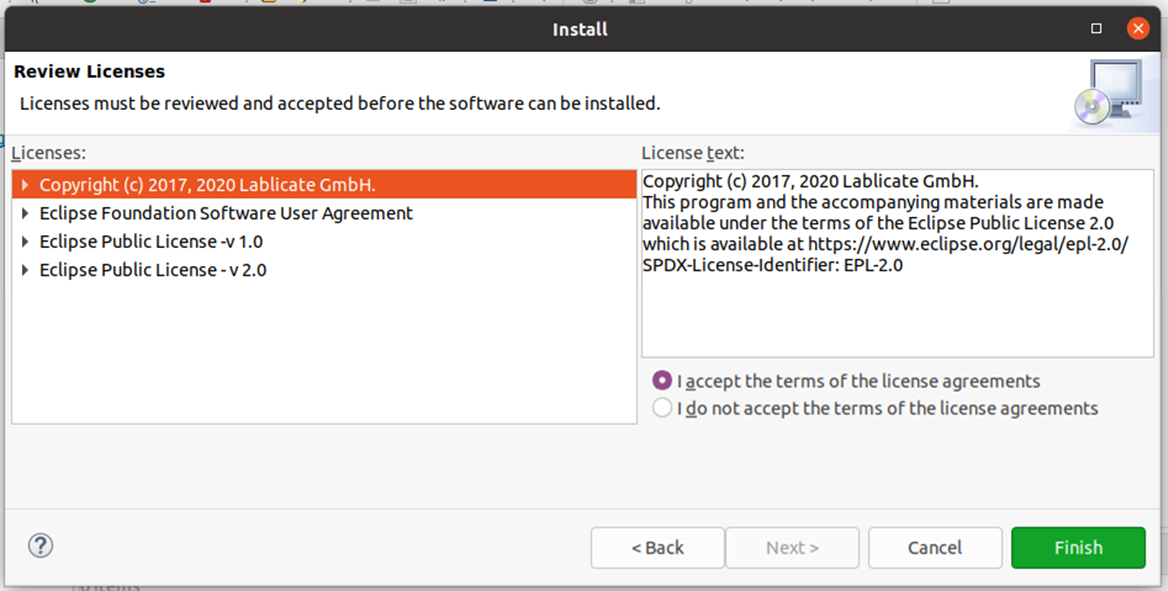 Install
Review Licenses
Licenses must be reviewed and accepted before the software can be installed.
Licenses:
Copyright (c) 2017, 2020 Lablicate GmbH.
Eclipse Foundation Software User Agreement
Eclipse Public License -v 1.0
Eclipse Public License - v 2.0
License text:
Copyright (c) 2017, 2020 Lablicate GmbH.
This program and the accompanying materials are made
available under the terms of the Eclipse Public License 2.0
which is available at https://www.eclipse.org/legal/epl-2.0/
SPDX-License-Identifier: EPL-2.0
I accept the terms of the license agreements
I do not accept the terms of the license agreements
?
< Back
Next >
Cancel
Finish